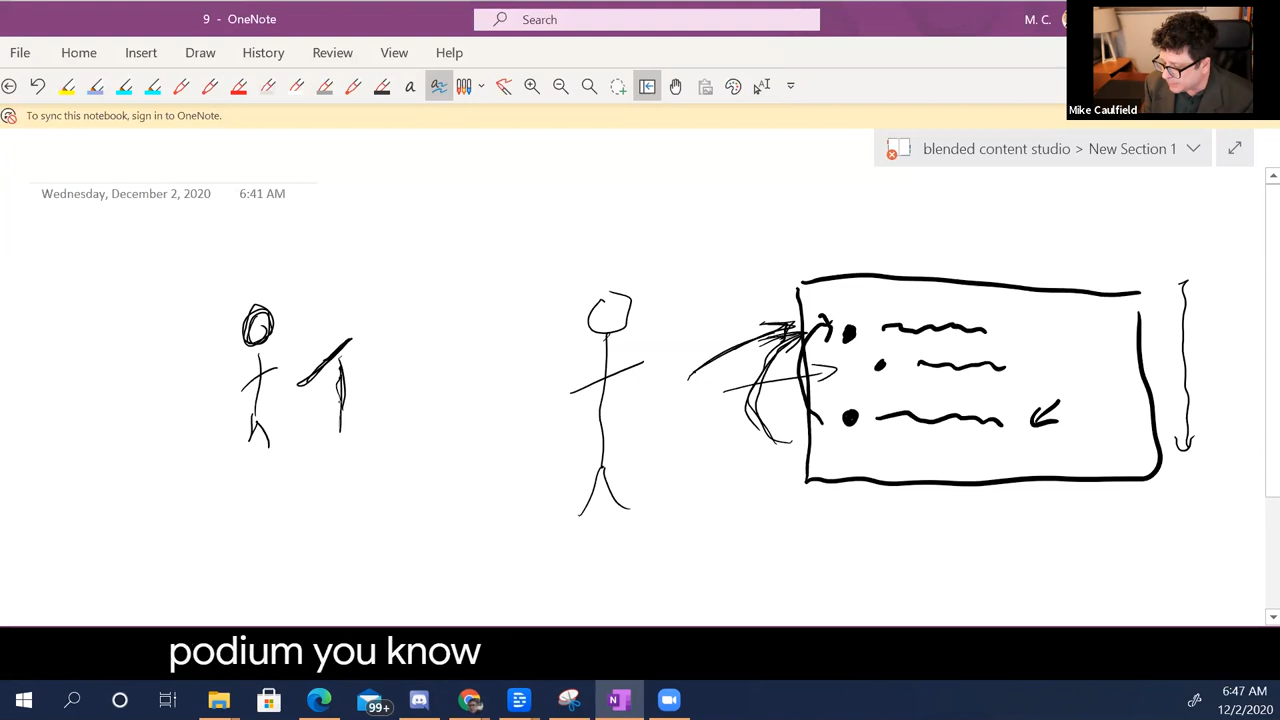 9 - OneNote
Search
M. C.
File Home Insert Draw History Review View Help
Mike Caulfield
To sync this notebook, sign in to OneNote.
blended content studio > New Section 1
Wednesday, December 2, 2020 6:41 AM
podium you know
99+
6:47 AM
12/2/2020